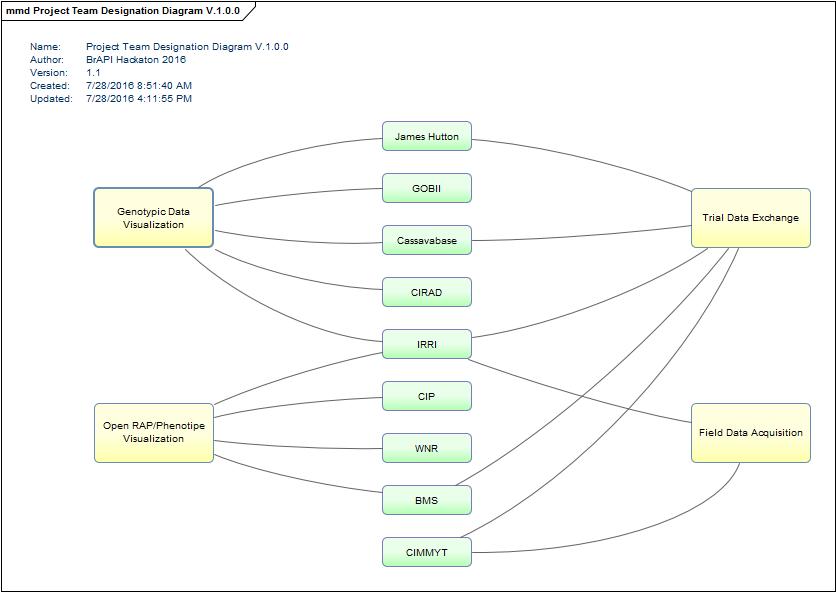 mmd Project Team Designation Diagram V.1.0.0
Name: Project Team Designation Diagram V.1.0.0
Author: BrAPI Hackaton 2016
Version: 1.1
Created: 7/28/2016 8:51:40 AM
Updated: 7/28/2016 4:11:55 PM
James Hutton
GOBII
Genotypic Data
Visualization
Trial Data Exchange
Cassavabase
CIRAD
IRRI
CIP
Open RAP/Phenotipe
Visualization
Field Data Acquisition
WNR
BMS
CIMMYT